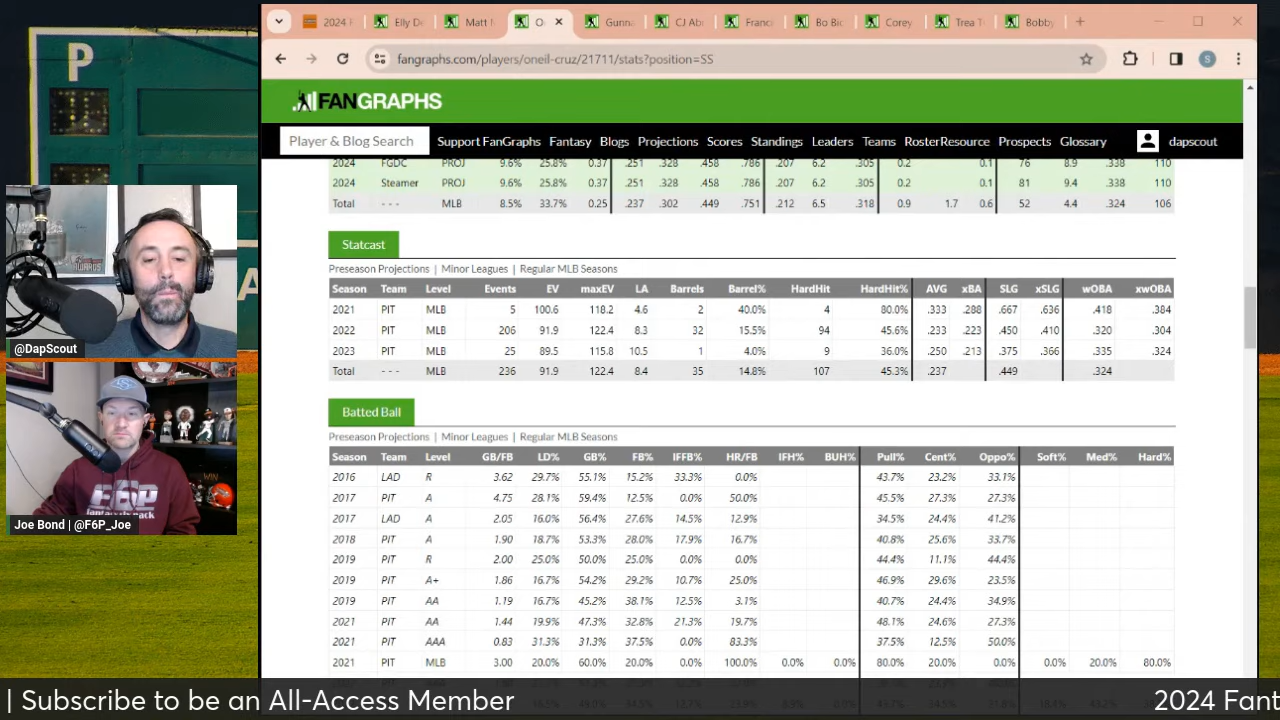 P
A
2024 F
Elly De
Matt M
O
Gunna
CJ Ab
Franci
Bo Bic
Corey
Trea T
Bobby
fangraphs.com/players/oneil-cruz/21711/stats?position=SS
S
FANGRAPHS
Player & Blog Search Support FanGraphs Fantasy Blogs Projections Scores Standings Leaders Teams RosterResource Prospects Glossary dapscout
2024 FGDC PROJ 9.6% 25.8% 0.37 .251 .328 .458 .786 .207 6.2 .305 0.2 0.1 76 8.9 .338 110
2024 Steamer PROJ 9.6% 25.8% 0.37 .251 .328 .458 .786 .207 6.2 .305 0.2 0.1 81 9.4 .338 110
Total - - - MLB 8.5% 33.7% 0.25 .237 .302 .449 .751 .212 6.5 .318 0.9 1.7 0.6 52 4.4 .324 106
Statcast
Preseason Projections | Minor Leagues | Regular MLB Seasons
Season Team Level Events EV maxEV LA Barrels Barrel% HardHit HardHit% AVG xBA SLG xSLG wOBA xwOBA
2021 PIT MLB 5 100.6 118.2 4.6 2 40.0% 4 80.0% .333 .288 .667 .636 .418 .384
2022 PIT MLB 206 91.9 122.4 8.3 32 15.5% 94 45.6% .233 .223 .450 .410 .320 .304
2023 PIT MLB 25 89.5 115.8 10.5 1 4.0% 9 36.0% .250 .213 .375 .366 .335 .324
Total - - - MLB 236 91.9 122.4 8.4 35 14.8% 107 45.3% .237 .449 .324
Batted Ball
Preseason Projections | Minor Leagues | Regular MLB Seasons
Season Team Level GB/FB LD% GB% FB% IFFB% HR/FB IFH% BUH% Pull% Cent% Oppo% Soft% Med% Hard%
2016 LAD R 3.62 29.7% 55.1% 15.2% 33.3% 0.0% 43.7% 23.2% 33.1%
2017 PIT A 4.75 28.1% 59.4% 12.5% 0.0% 50.0% 45.5% 27.3% 27.3%
2017 LAD A 2.05 16.0% 56.4% 27.6% 14.5% 12.9% 34.5% 24.4% 41.2%
2018 PIT A 1.90 18.7% 53.3% 28.0% 17.9% 16.7% 40.8% 25.6% 33.7%
2019 PIT R 2.00 25.0% 50.0% 25.0% 0.0% 0.0% 44.4% 11.1% 44.4%
2019 PIT A+ 1.86 16.7% 54.2% 29.2% 10.7% 25.0% 46.9% 29.6% 23.5%
2019 PIT AA 1.19 16.7% 45.2% 38.1% 12.5% 3.1% 40.7% 24.4% 34.9%
2021 PIT AA 1.44 19.9% 47.3% 32.8% 21.3% 19.7% 48.1% 24.6% 27.3%
2021 PIT AAA 0.83 31.3% 31.3% 37.5% 0.0% 83.3% 37.5% 12.5% 50.0%
2021 PIT MLB 3.00 20.0% 60.0% 20.0% 0.0% 100.0% 0.0% 0.0% 80.0% 20.0% 0.0% 0.0% 20.0% 80.0%
@DapScout
F6P
WIN
Joe Bond | @F6P_Joe
| Subscribe to be an All-Access Member
2024 Fant